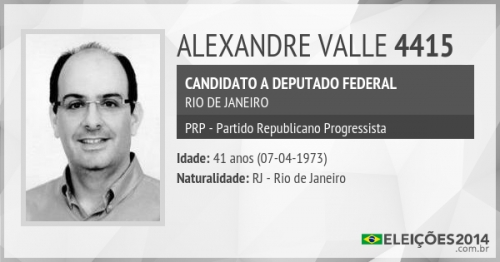 ALEXANDRE VALLE 4415
CANDIDATO A DEPUTADO FEDERAL
RIO DE JANEIRO
PRP - Partido Republicano Progressista
Idade: 41 anos (07-04-1973)
Naturalidade: RJ - Rio de Janeiro
ELEIÇÕES2014
.com.br